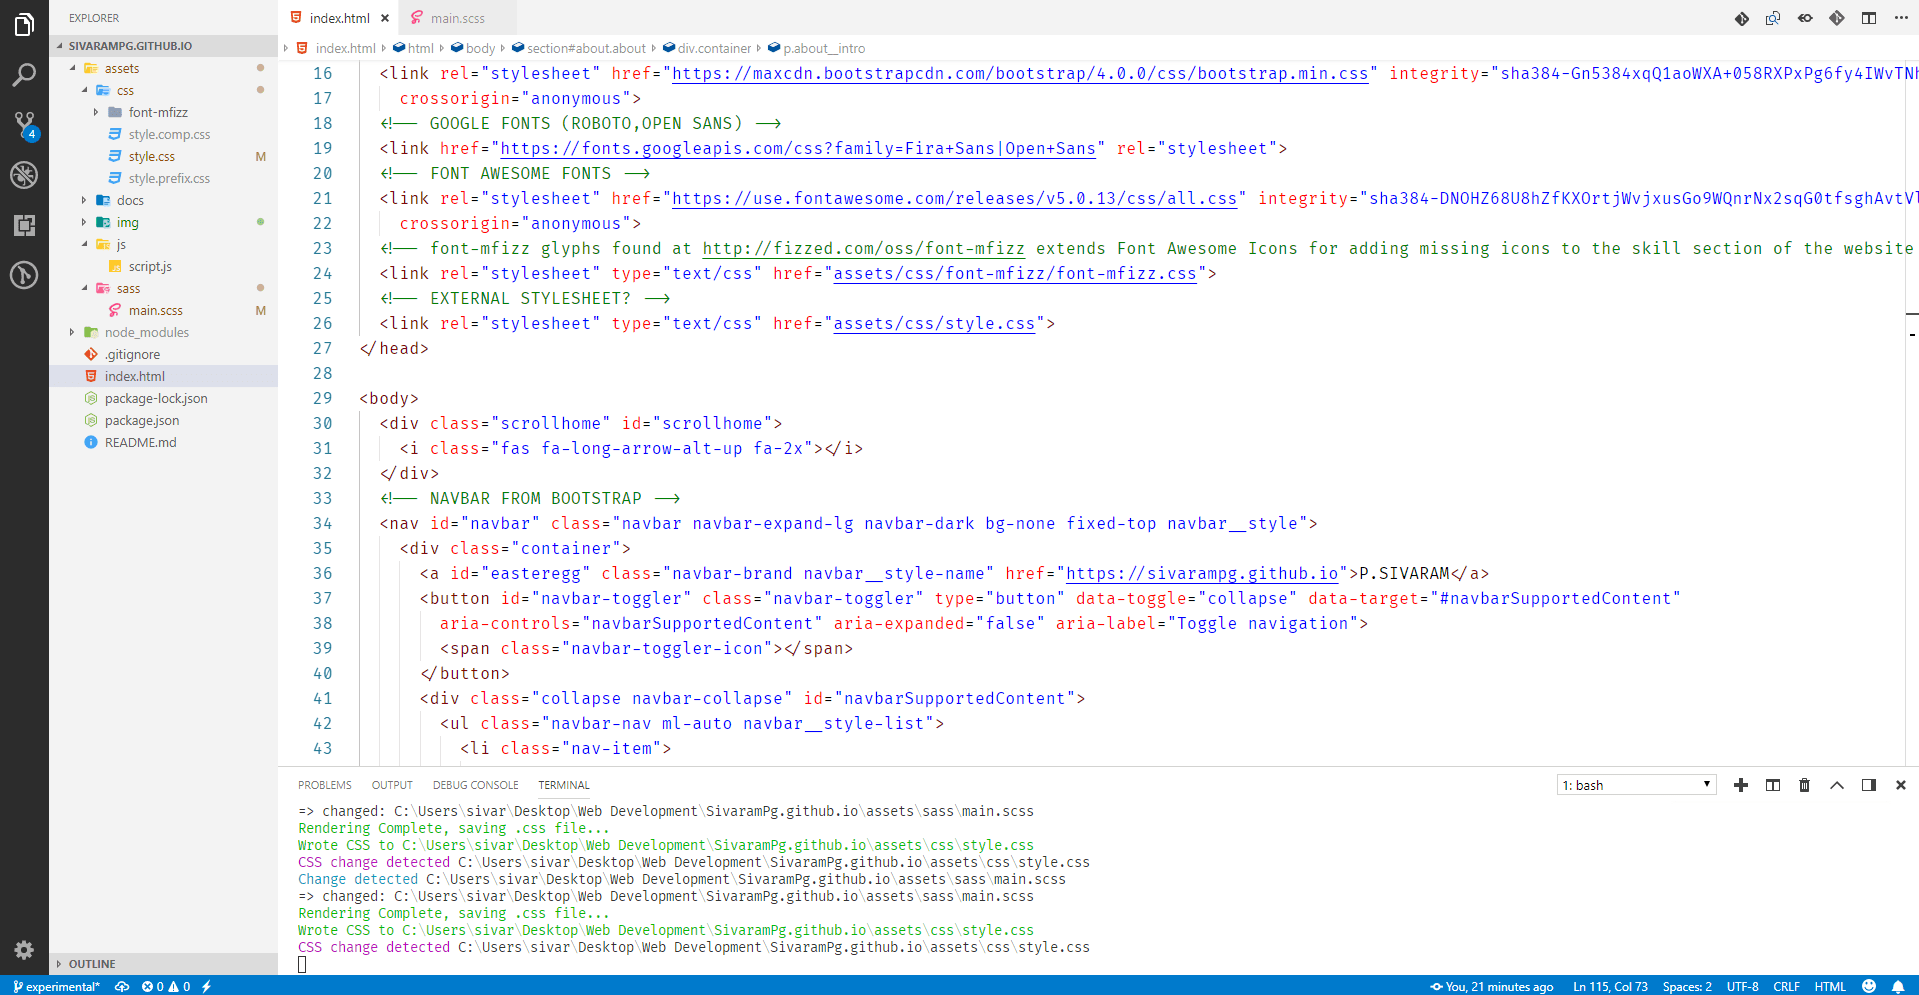 EXPLORER
SIVARAMPG.GITHUB.IO
assets
css
font-mfizz
style.comp.css
style.css M
style.prefix.css
docs
img
js
script.js
sass
main.scss M
node_modules
.gitignore
index.html
package-lock.json
package.json
README.md
OUTLINE
4
index.html
main.scss
index.html html body section#about.about div.container p.about__intro
16 <link rel="stylesheet" href="https://maxcdn.bootstrapcdn.com/bootstrap/4.0.0/css/bootstrap.min.css" integrity="sha384-Gn5384xqQ1aoWXA+058RXPxPg6fy4IWvTNh
17 crossorigin="anonymous">
18 <!-- GOOGLE FONTS (ROBOTO,OPEN SANS) -->
19 <link href="https://fonts.googleapis.com/css?family=Fira+Sans|Open+Sans" rel="stylesheet">
20 <!-- FONT AWESOME FONTS -->
21 <link rel="stylesheet" href="https://use.fontawesome.com/releases/v5.0.13/css/all.css" integrity="sha384-DNOHZ68U8hZfKXOrtjWvjxusGo9WQnrNx2sqG0tfsghAvtVl
22 crossorigin="anonymous">
23 <!-- font-mfizz glyphs found at http://fizzed.com/oss/font-mfizz extends Font Awesome Icons for adding missing icons to the skill section of the website
24 <link rel="stylesheet" type="text/css" href="assets/css/font-mfizz/font-mfizz.css">
25 <!-- EXTERNAL STYLESHEET? -->
26 <link rel="stylesheet" type="text/css" href="assets/css/style.css">
27 </head>
28
29 <body>
30 <div class="scrollhome" id="scrollhome">
31 <i class="fas fa-long-arrow-alt-up fa-2x"></i>
32 </div>
33 <!-- NAVBAR FROM BOOTSTRAP -->
34 <nav id="navbar" class="navbar navbar-expand-lg navbar-dark bg-none fixed-top navbar__style">
35 <div class="container">
36 <a id="easteregg" class="navbar-brand navbar__style-name" href="https://sivarampg.github.io">P.SIVARAM</a>
37 <button id="navbar-toggler" class="navbar-toggler" type="button" data-toggle="collapse" data-target="#navbarSupportedContent"
38 aria-controls="navbarSupportedContent" aria-expanded="false" aria-label="Toggle navigation">
39 <span class="navbar-toggler-icon"></span>
40 </button>
41 <div class="collapse navbar-collapse" id="navbarSupportedContent">
42 <ul class="navbar-nav ml-auto navbar__style-list">
43 <li class="nav-item">
PROBLEMS OUTPUT DEBUG CONSOLE TERMINAL 1: bash
=> changed: C:\Users\sivar\Desktop\Web Development\SivaramPg.github.io\assets\sass\main.scss
Rendering Complete, saving .css file...
Wrote CSS to C:\Users\sivar\Desktop\Web Development\SivaramPg.github.io\assets\css\style.css
CSS change detected C:\Users\sivar\Desktop\Web Development\SivaramPg.github.io\assets\css\style.css
Change detected C:\Users\sivar\Desktop\Web Development\SivaramPg.github.io\assets\sass\main.scss
=> changed: C:\Users\sivar\Desktop\Web Development\SivaramPg.github.io\assets\sass\main.scss
Rendering Complete, saving .css file...
Wrote CSS to C:\Users\sivar\Desktop\Web Development\SivaramPg.github.io\assets\css\style.css
CSS change detected C:\Users\sivar\Desktop\Web Development\SivaramPg.github.io\assets\css\style.css
experimental* 0 0 You, 21 minutes ago Ln 115, Col 73 Spaces: 2 UTF-8 CRLF HTML